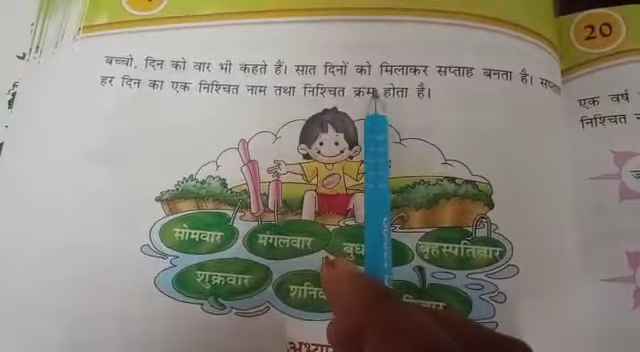 बच्चो, दिन को वार भी कहते हैं। सात दिनों को मिलाकर सप्ताह बनता है।
हर दिन का एक निश्चित नाम तथा निश्चित क्रम होता है।
सोमवार मंगलवार बृहस्पतिवार
शुक्रवार
20
एक वर्ष
निश्चित